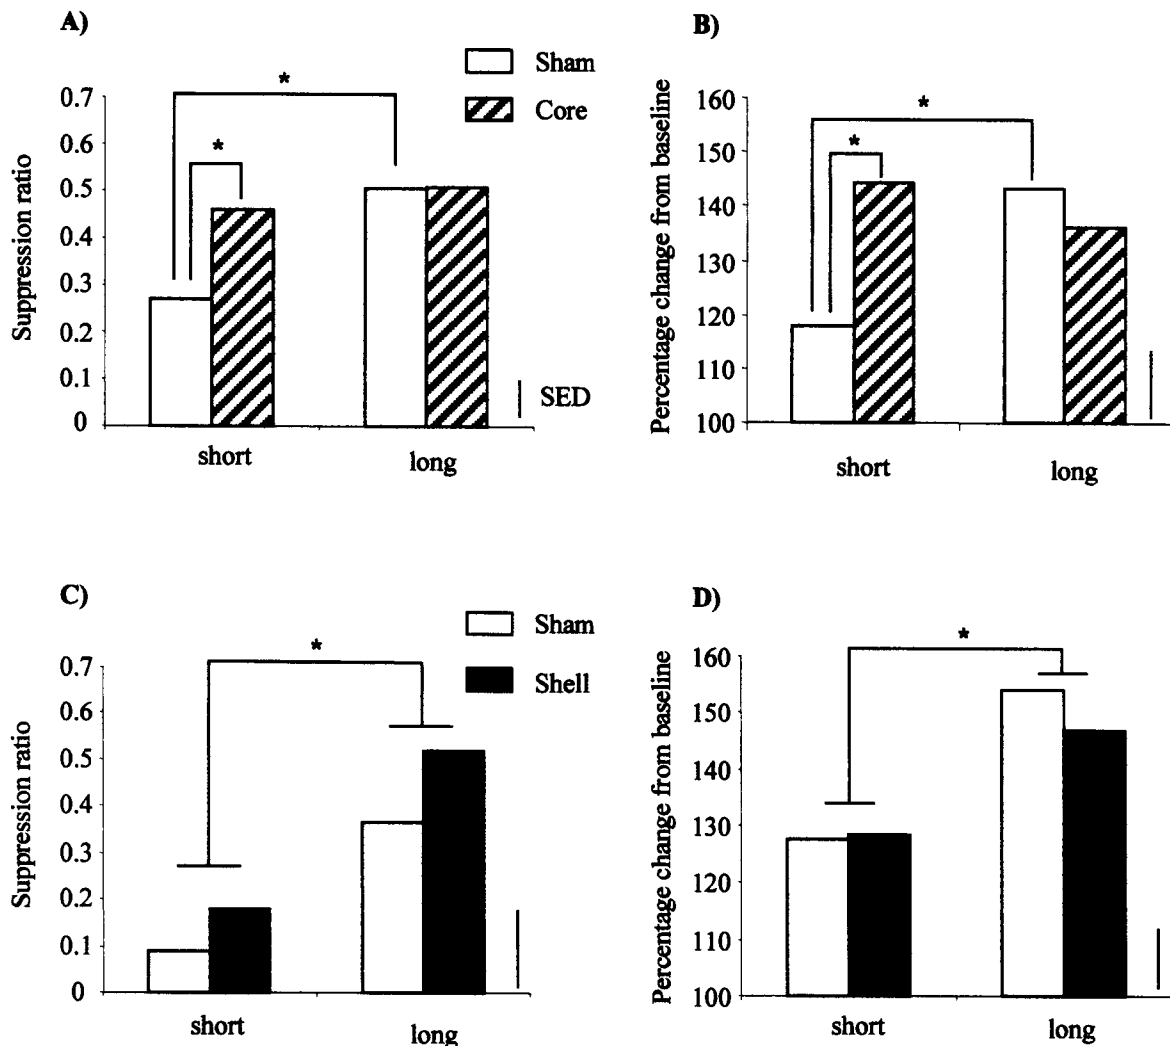 A)
Sham
Core
*
*
Suppression ratio
0.7
0.6
0.5
0.4
0.3
0.2
0.1
0
SED
short
long
B)
*
*
Percentage change from baseline
160
150
140
130
120
110
100
short
long
C)
Sham
Shell
*
Suppression ratio
0.7
0.6
0.5
0.4
0.3
0.2
0.1
0
short
long
D)
*
Percentage change from baseline
160
150
140
130
120
110
100
short
long